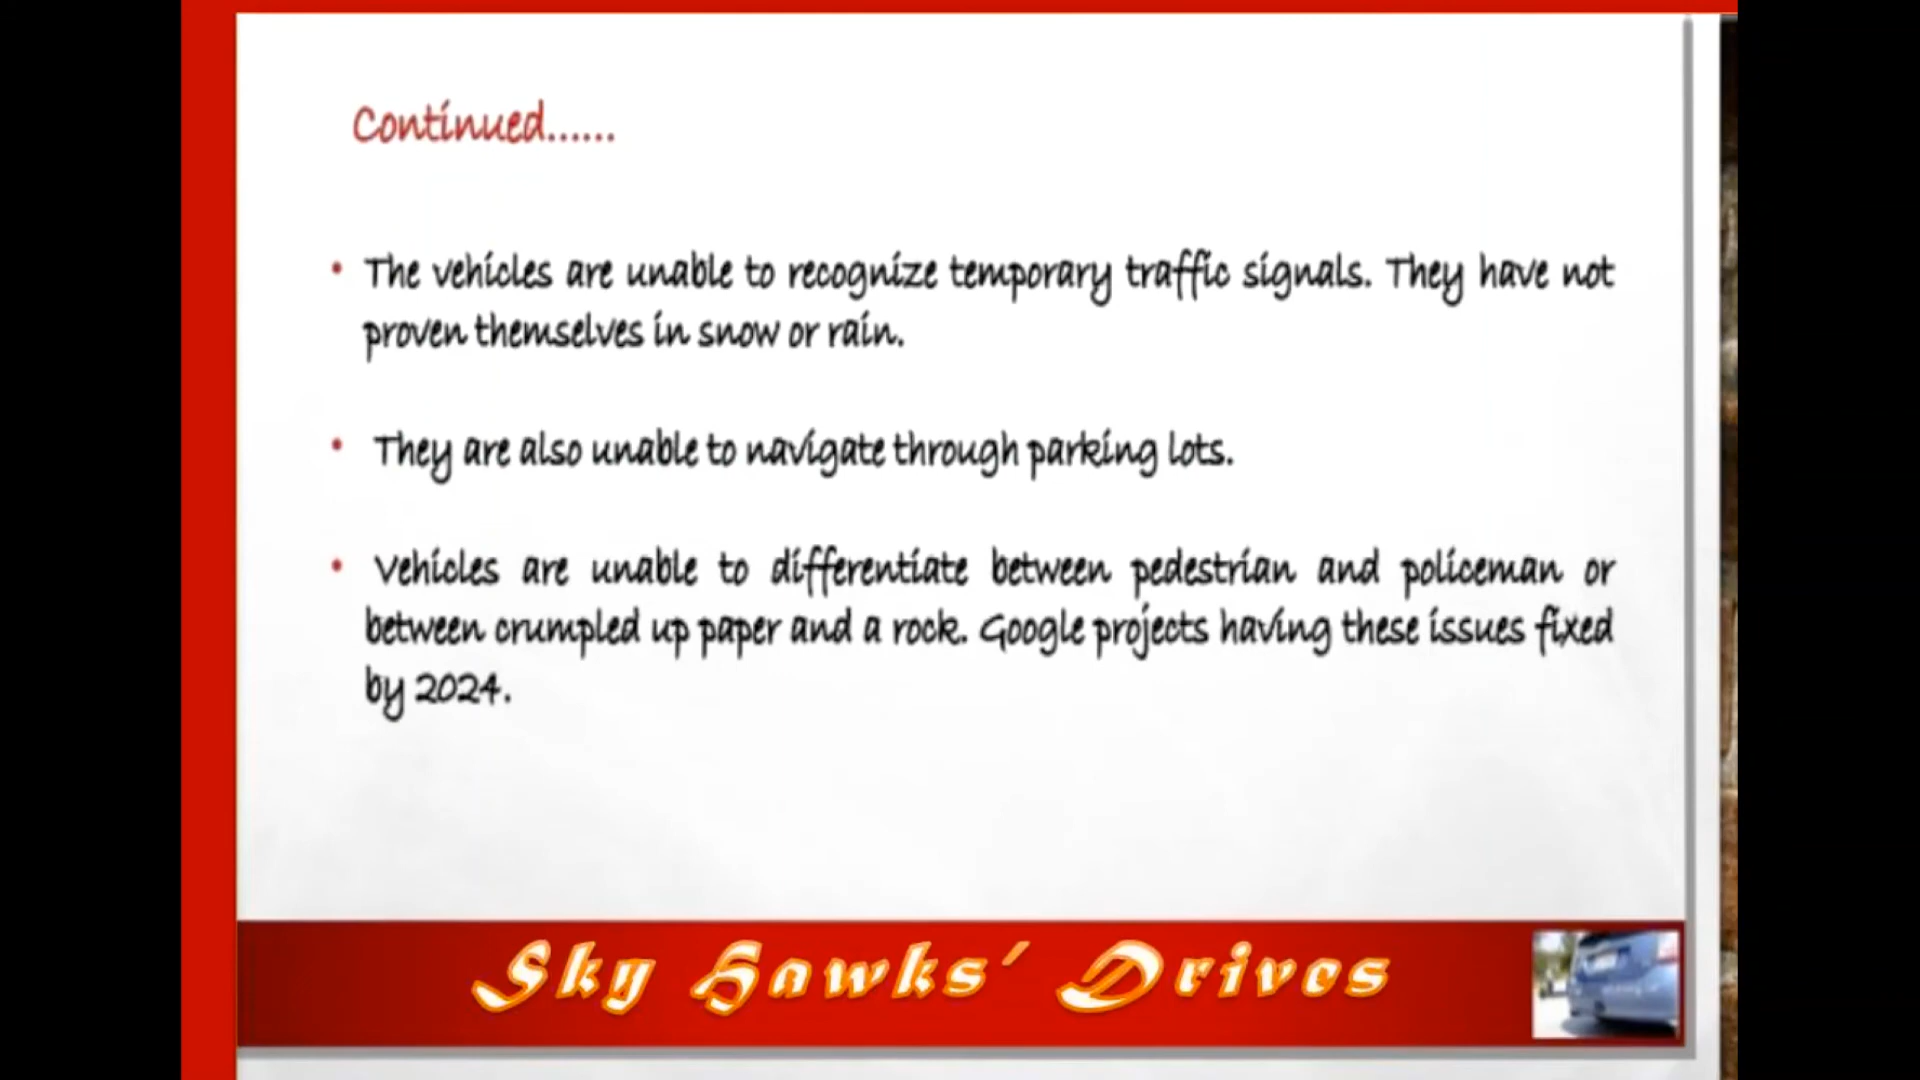 Continued......
• The vehicles are unable to recognize temporary traffic signals. They have not
proven themselves in snow or rain.
• They are also unable to navigate through parking lots.
• Vehicles are unable to differentiate between pedestrian and policeman or
between crumpled up paper and a rock. Google projects having these issues fixed
by 2024.
Sky Hawks' Drives